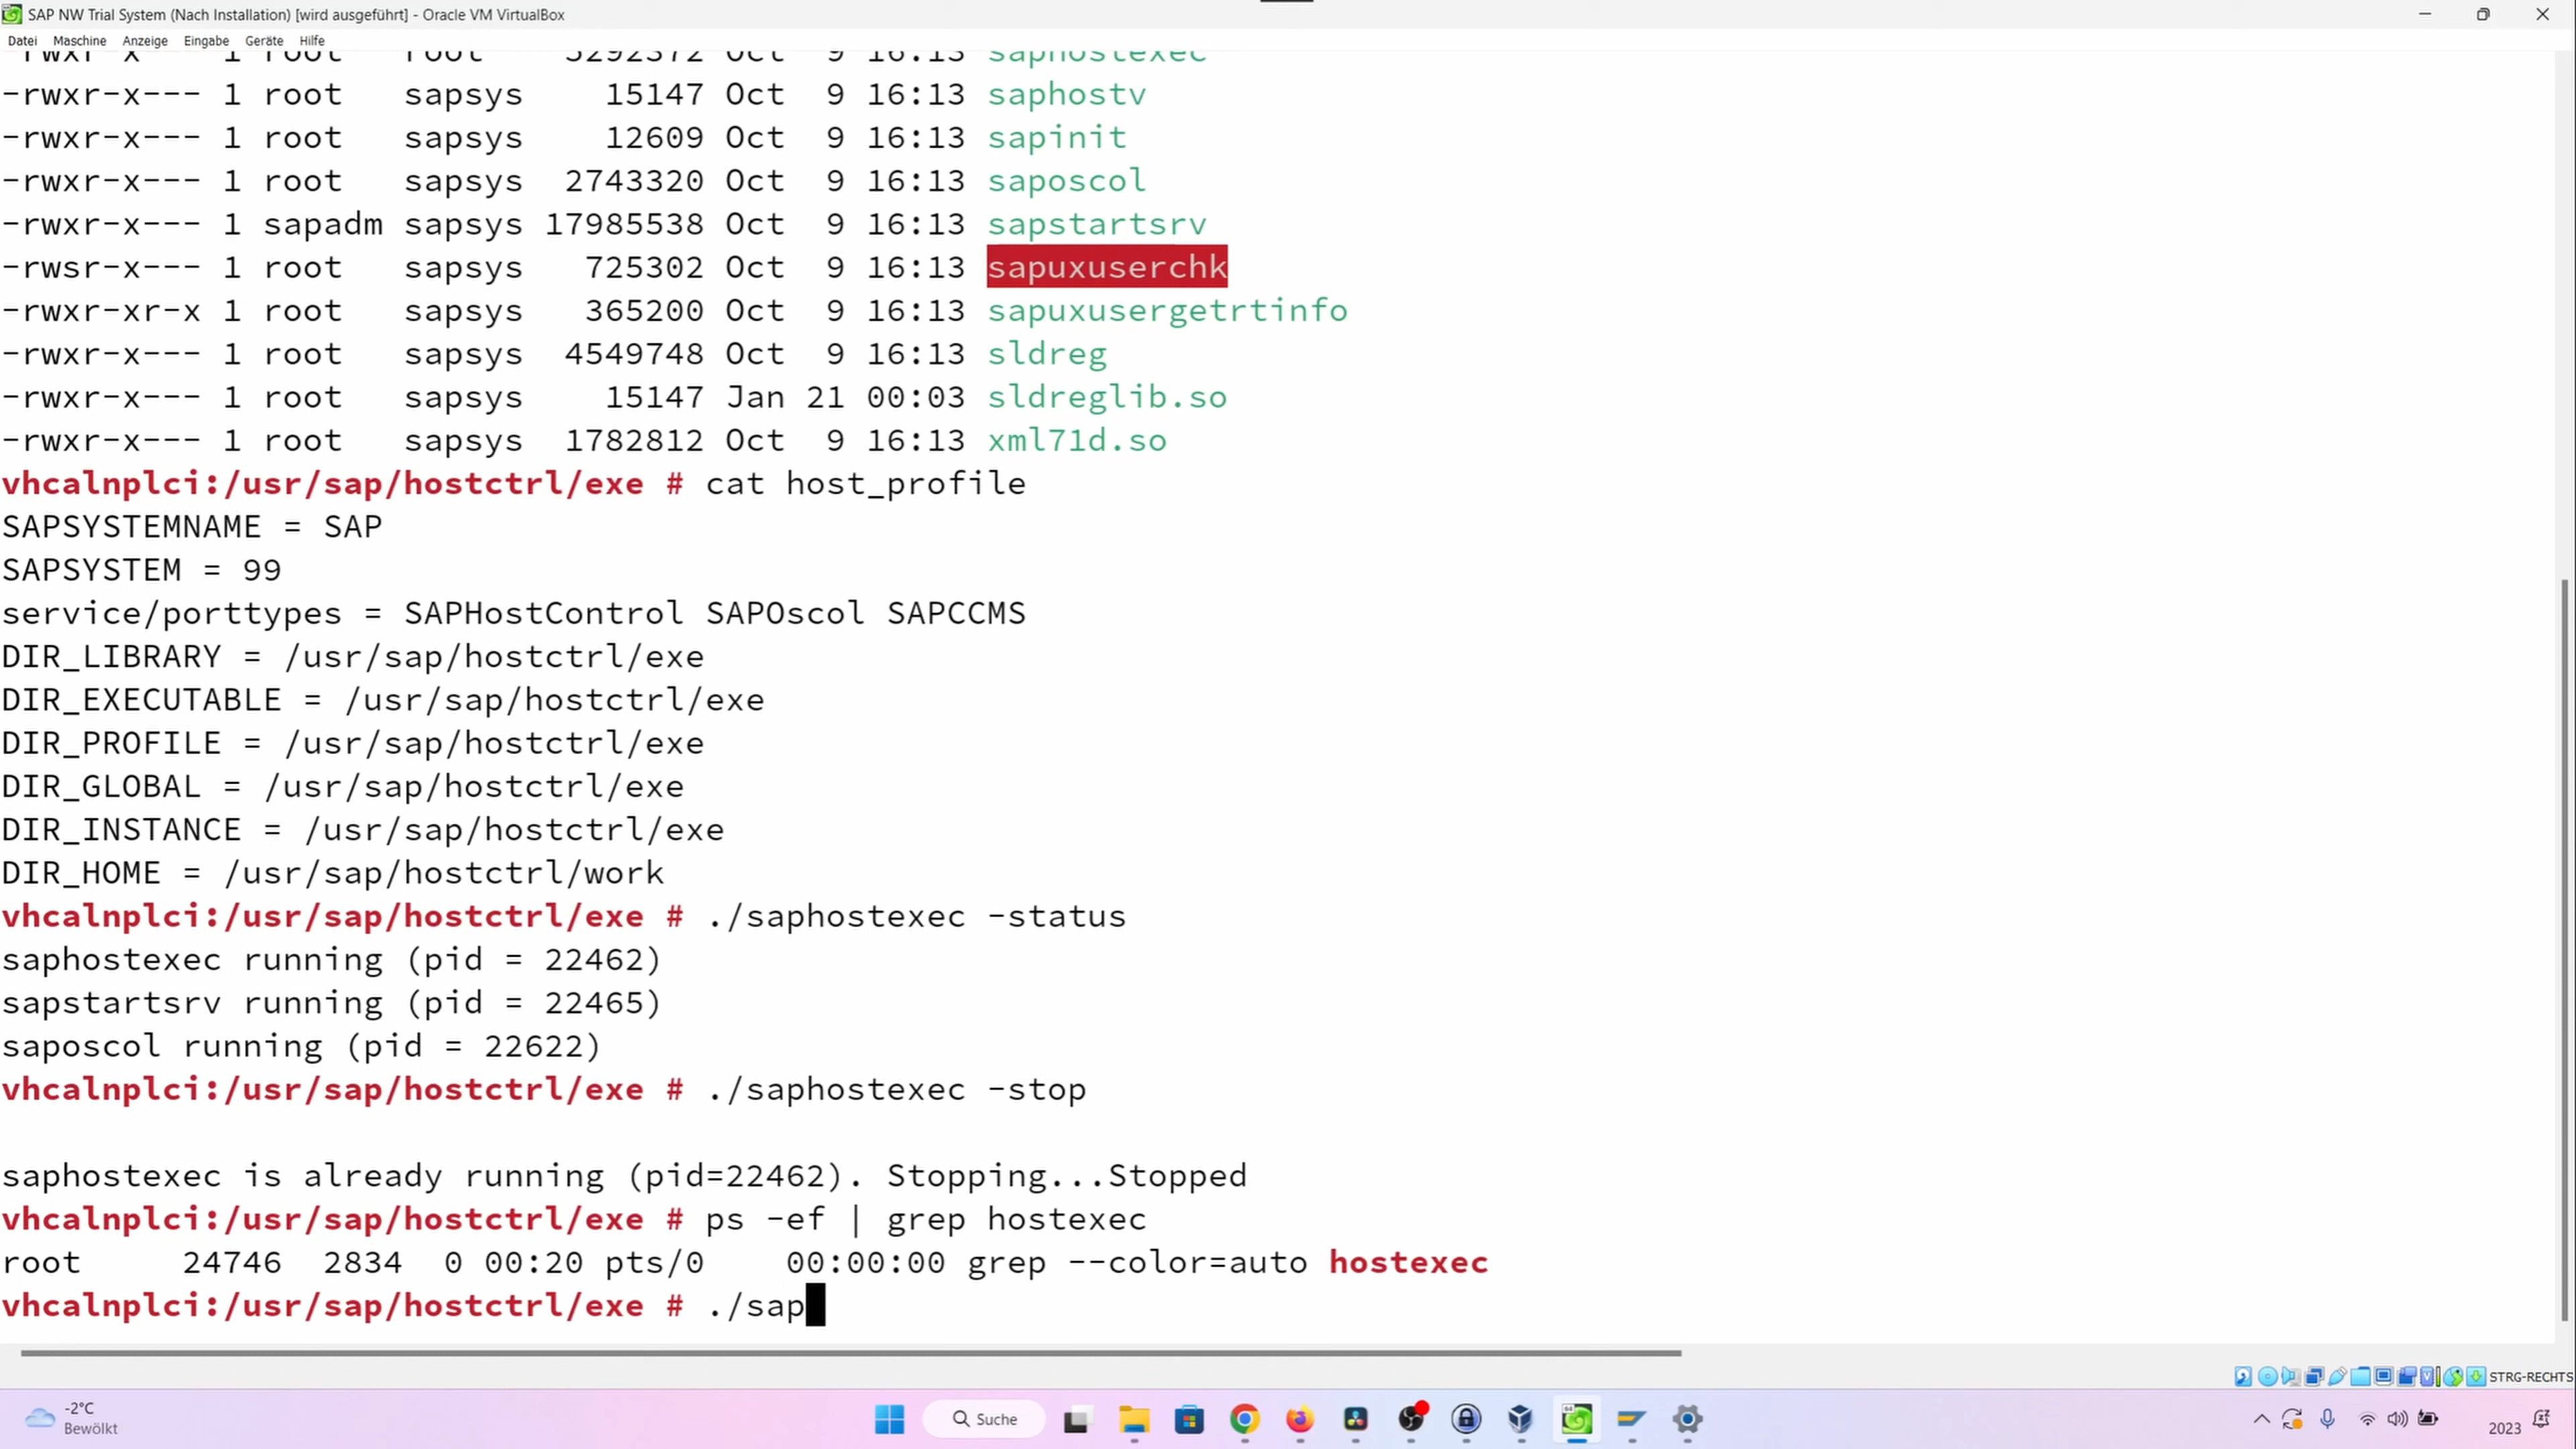 SAP NW Trial System (Nach Installation) [wird ausgeführt] - Oracle VM VirtualBox
Datei Maschine Anzeige Eingabe Geräte Hilfe
-rwxr-x--- 1 root root 3292372 Oct 9 16:13 saphostexec
-rwxr-x--- 1 root sapsys 15147 Oct 9 16:13 saphostv
-rwxr-x--- 1 root sapsys 12609 Oct 9 16:13 sapinit
-rwxr-x--- 1 root sapsys 2743320 Oct 9 16:13 saposcol
-rwxr-x--- 1 sapadm sapsys 17985538 Oct 9 16:13 sapstartsrv
-rwsr-x--- 1 root sapsys 725302 Oct 9 16:13 sapuxuserchk
-rwxr-xr-x 1 root sapsys 365200 Oct 9 16:13 sapuxusergetrtinfo
-rwxr-x--- 1 root sapsys 4549748 Oct 9 16:13 sldreg
-rwxr-x--- 1 root sapsys 15147 Jan 21 00:03 sldreglib.so
-rwxr-x--- 1 root sapsys 1782812 Oct 9 16:13 xml71d.so
vhcalnplci:/usr/sap/hostctrl/exe # cat host_profile
SAPSYSTEMNAME = SAP
SAPSYSTEM = 99
service/porttypes = SAPHostControl SAPOscol SAPCCMS
DIR_LIBRARY = /usr/sap/hostctrl/exe
DIR_EXECUTABLE = /usr/sap/hostctrl/exe
DIR_PROFILE = /usr/sap/hostctrl/exe
DIR_GLOBAL = /usr/sap/hostctrl/exe
DIR_INSTANCE = /usr/sap/hostctrl/exe
DIR_HOME = /usr/sap/hostctrl/work
vhcalnplci:/usr/sap/hostctrl/exe # ./saphostexec -status
saphostexec running (pid = 22462)
sapstartsrv running (pid = 22465)
saposcol running (pid = 22622)
vhcalnplci:/usr/sap/hostctrl/exe # ./saphostexec -stop
saphostexec is already running (pid=22462). Stopping...Stopped
vhcalnplci:/usr/sap/hostctrl/exe # ps -ef | grep hostexec
root 24746 2834 0 00:20 pts/0 00:00:00 grep --color=auto hostexec
vhcalnplci:/usr/sap/hostctrl/exe # ./sap
STRG-RECHTS
-2°C
Bewölkt
Suche
2023